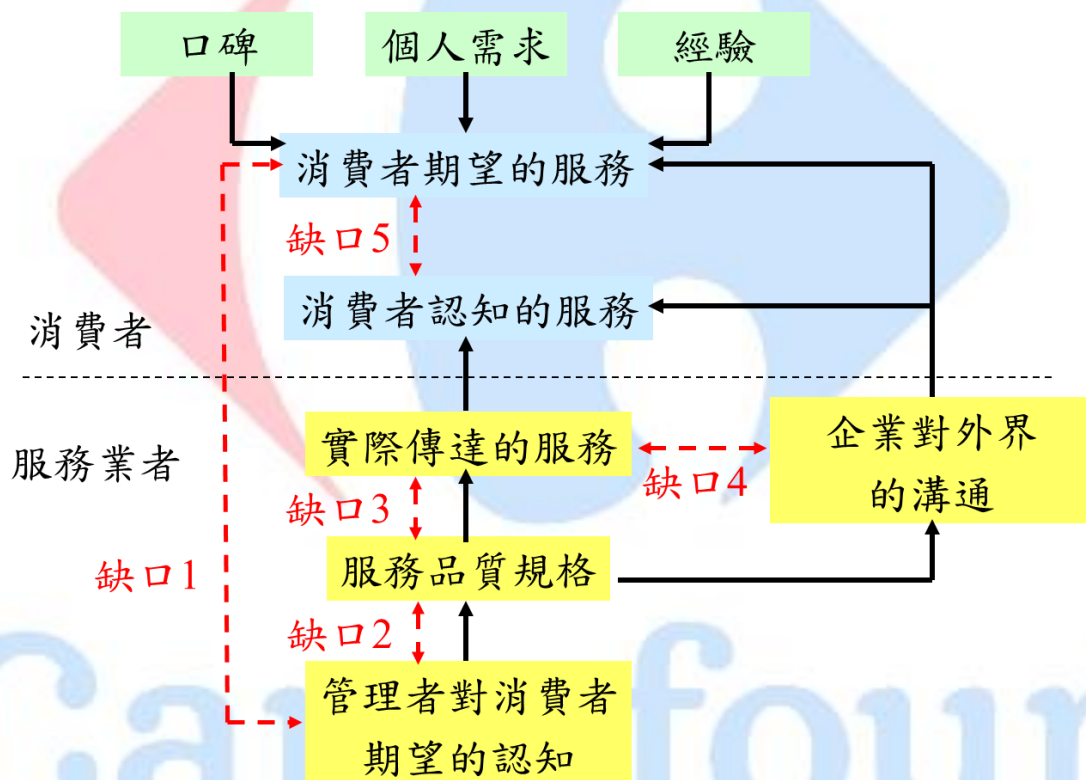 口碑
個人需求
經驗
消費者期望的服務
缺口5
消費者認知的服務
消費者
服務業者
實際傳達的服務
缺口4
企業對外界
的溝通
缺口3
服務品質規格
缺口1
缺口2
管理者對消費者
期望的認知
Carrefour